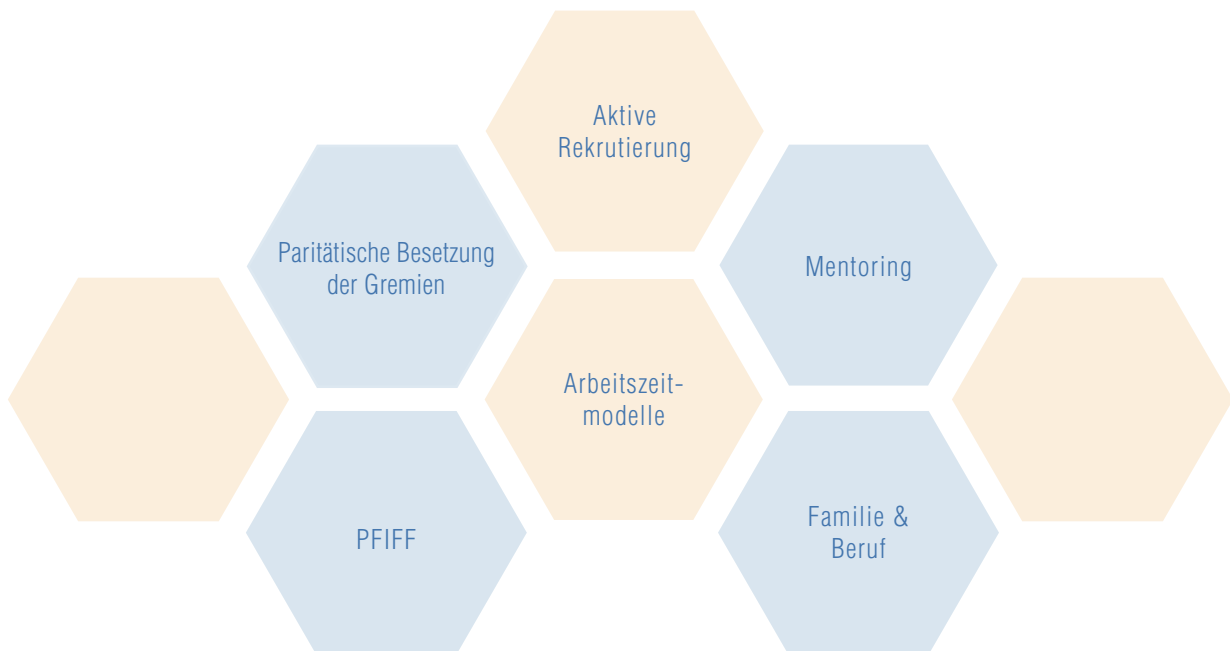 Aktive
Rekrutierung
Paritätische Besetzung
der Gremien
Mentoring
Arbeitszeit-
modelle
PFIFF
Familie &
Beruf